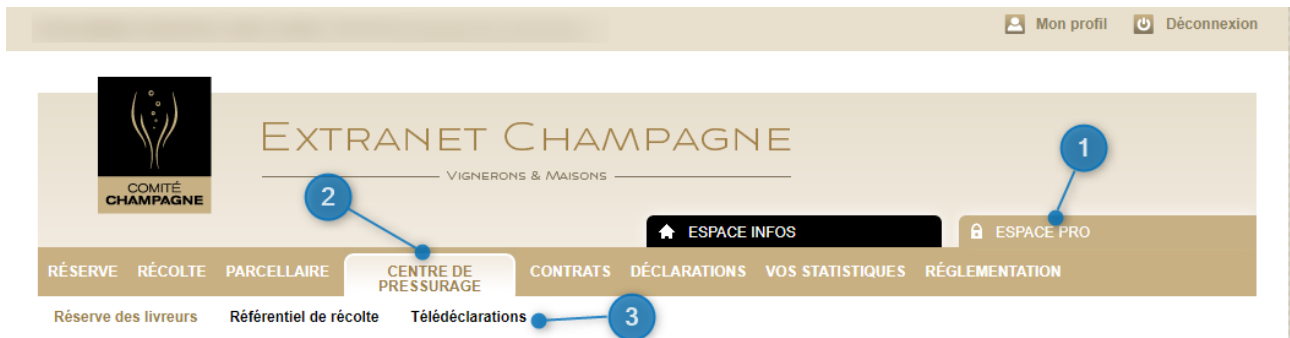 Mon profil Déconnexion
COMITÉ
CHAMPAGNE
EXTRANET CHAMPAGNE
VIGNERONS & MAISONS
1
2
ESPACE INFOS ESPACE PRO
RÉSERVE RÉCOLTE PARCELLAIRE CENTRE DE PRESSURAGE CONTRATS DÉCLARATIONS VOS STATISTIQUES RÉGLEMENTATION
Réserve des livreurs Référentiel de récolte Télédéclarations 3